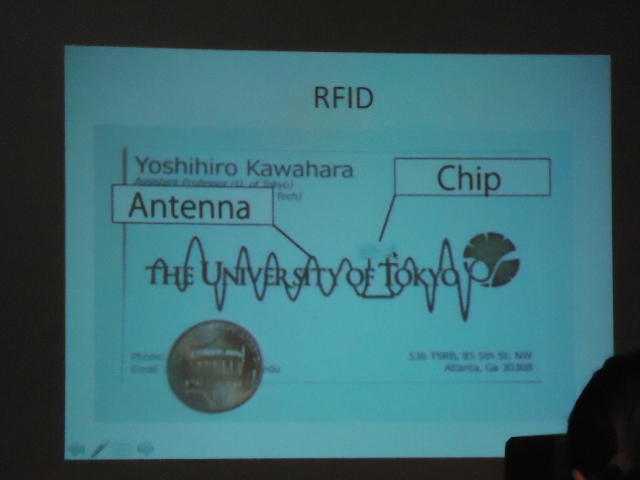 RFID
Yoshihiro Kawahara
Assistant Professor (U. of Tokyo)
Tech)
Chip
Antenna
THE UNIVERSITY OF TOKYO
Phone:
Email
edu
536 TSRB, 85 5th St. NW
Atlanta, Ga 30308